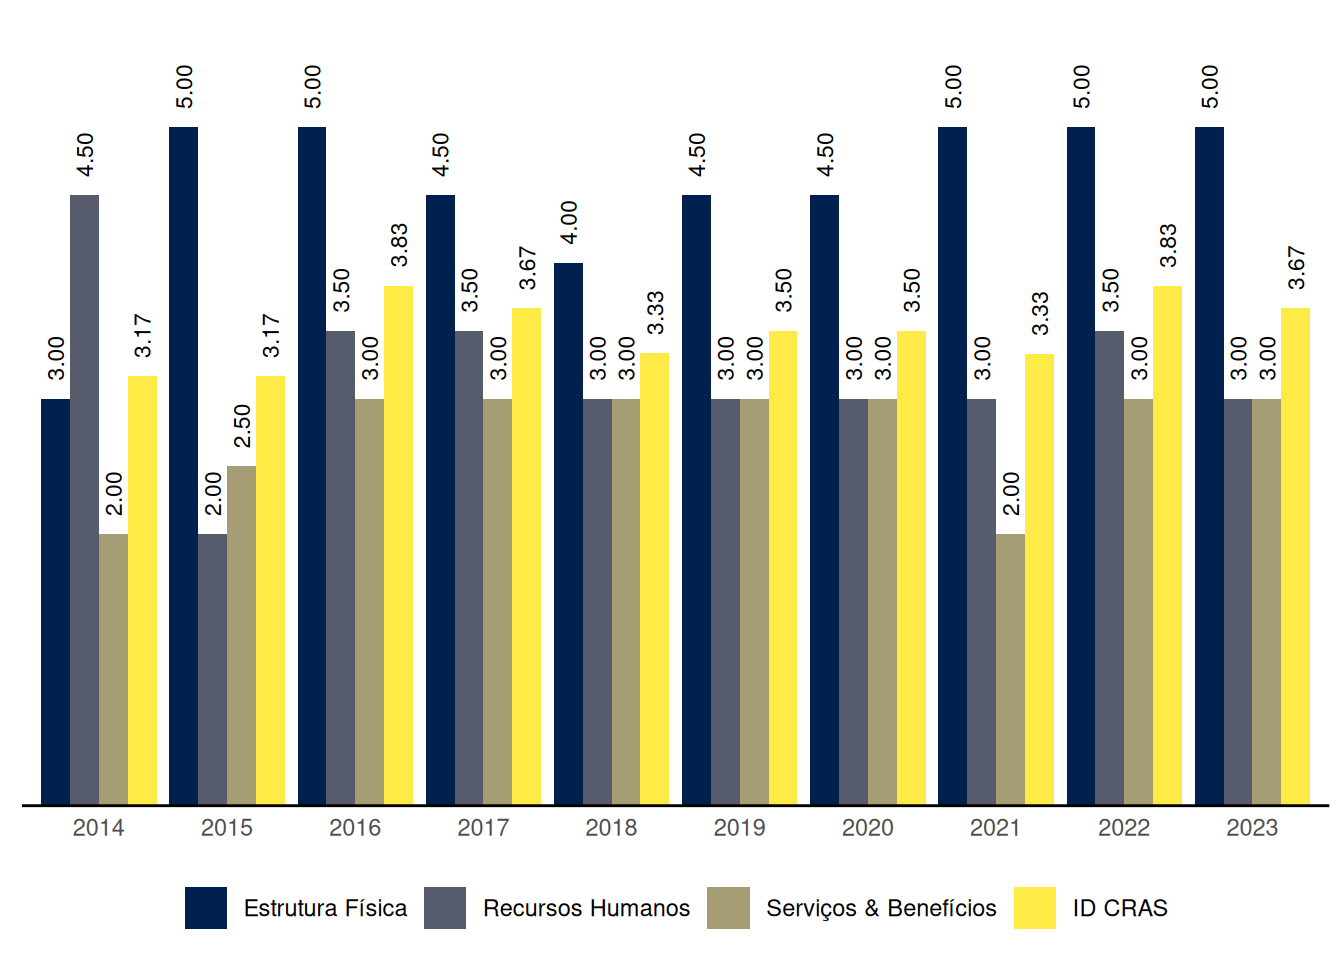 3.00 4.50 2.00 3.17
5.00 2.00 2.50 3.17
5.00 3.50 3.00 3.83
4.50 3.50 3.00 3.67
4.00 3.00 3.00 3.33
4.50 3.00 3.00 3.50
4.50 3.00 3.00 3.50
5.00 3.00 2.00 3.33
5.00 3.50 3.00 3.83
5.00 3.00 3.00 3.67
2014 2015 2016 2017 2018 2019 2020 2021 2022 2023
Estrutura Física Recursos Humanos Serviços & Benefícios ID CRAS